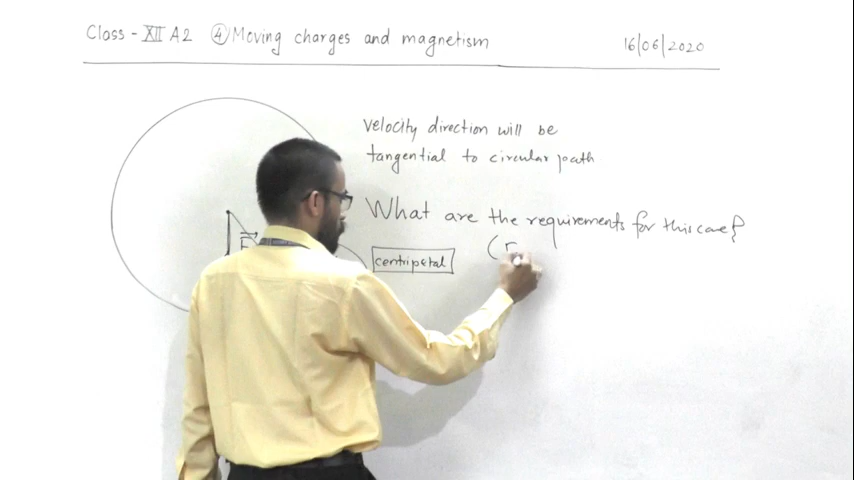 Class - XII A2 ④ Moving charges and magnetism
16/06/2020
velocity direction will be
tangential to circular path
What are the requirements for this case?
centripetal
(F
F